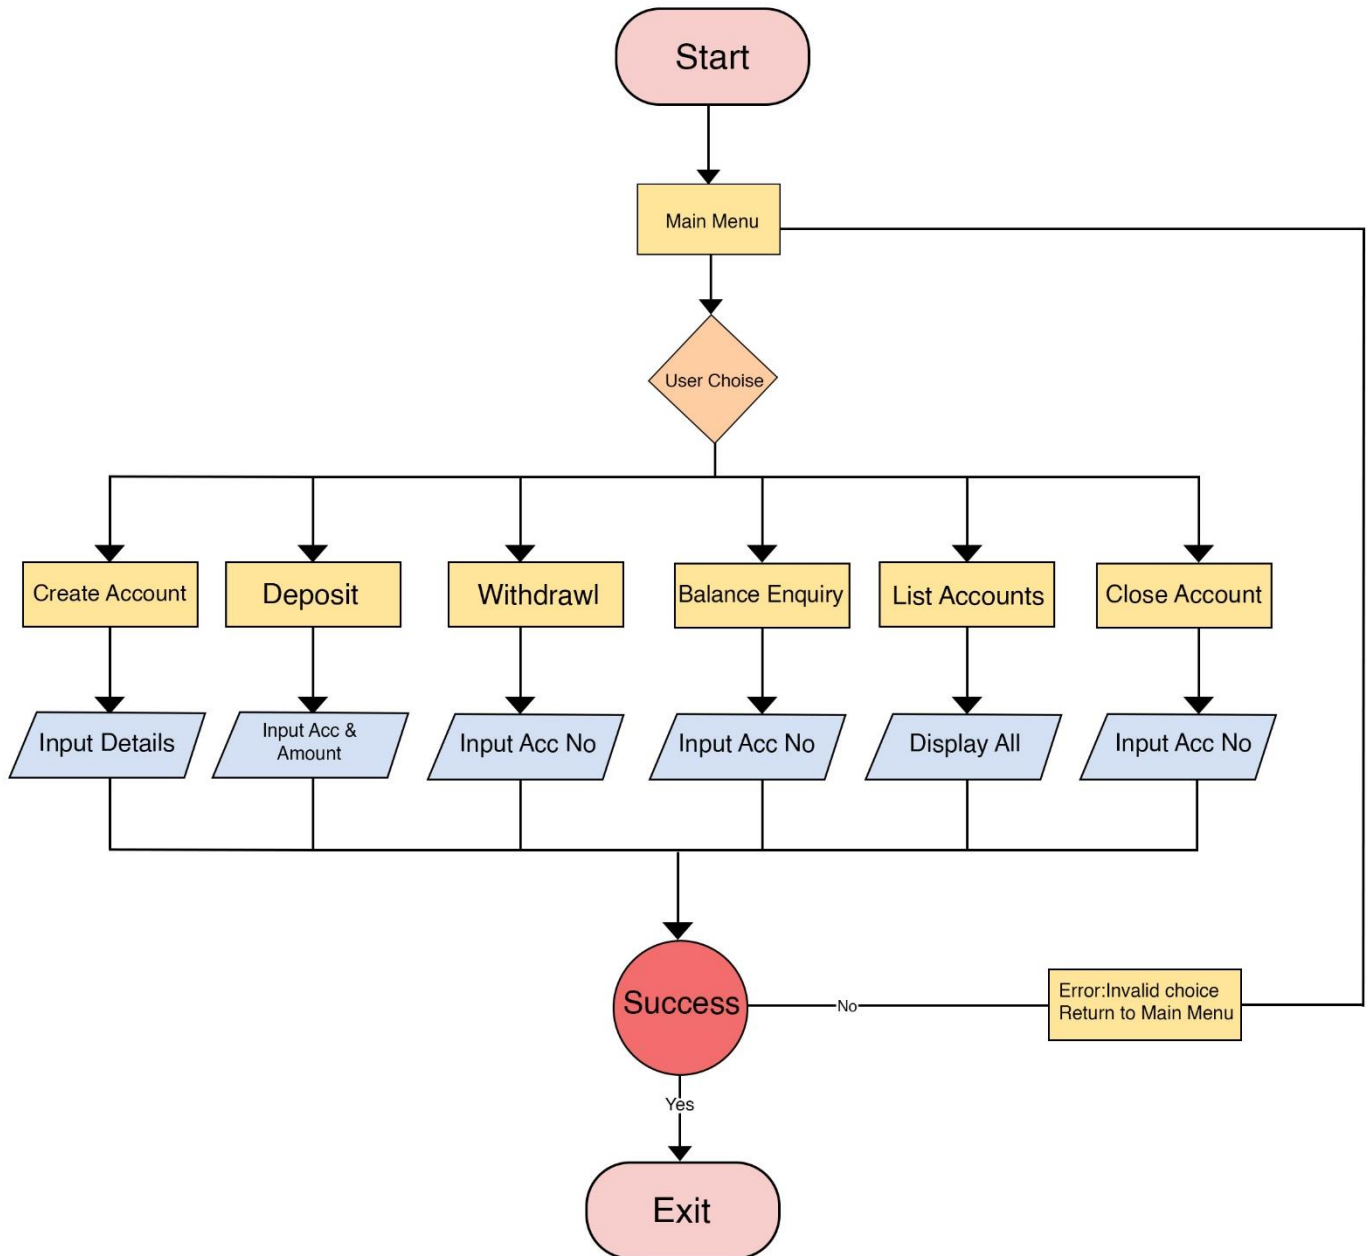 Start
Main Menu
User Choise
Create Account
Deposit
Withdrawl
Balance Enquiry
List Accounts
Close Account
Input Details
Input Acc &
Amount
Input Acc No
Input Acc No
Display All
Input Acc No
Success
No
Error:Invalid choice
Return to Main Menu
Yes
Exit